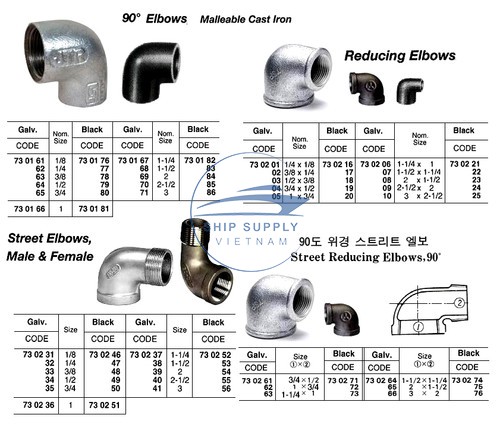 90° Elbows Malleable Cast Iron
Galv. Nom. Size Black Galv. Nom. Size Black
CODE CODE CODE CODE
73 01 61 1/8 73 01 76 73 01 67 1-1/4 73 01 82
62 1/4 77 68 1-1/2 83
63 3/8 78 69 2 84
64 1/2 79 70 2-1/2 85
65 3/4 80 71 3 86
73 01 66 1 73 01 81
Reducing Elbows
Galv. Nom. Size Black Galv. Nom. Size Black
CODE CODE CODE CODE
73 02 01 1/4 x 1/8 73 02 16 73 02 06 1-1/4 x 1 73 02 21
02 3/8 x 1/4 17 07 1-1/2 x 1-1/4 22
03 1/2 x 3/8 18 08 2 x 1-1/2 23
04 3/4 x 1/2 19 09 2-1/2 x 2 24
05 1 x 3/4 20 10 3 x 2-1/2 25
SHIP SUPPLY
VIETNAM
Street Elbows,
Male & Female
Galv. Size Black Galv. Size Black
CODE CODE CODE CODE
73 02 31 1/8 73 02 46 73 02 37 1-1/4 73 02 52
32 1/4 47 38 1-1/2 53
33 3/8 48 39 2 54
34 1/2 49 40 2-1/2 55
35 3/4 50 41 3 56
73 02 36 1 73 02 51
90도 위경 스트리트 엘보
Street Reducing Elbows,90°
① ②
Galv. Size ①×② Black Galv. Size ①×② Black
CODE CODE CODE CODE
73 02 61 3/4 × 1/2 73 02 71 73 02 64 1-1/2 × 1-1/4 73 02 74
62 1 × 3/4 72 65 2 × 1-1/2 75
63 1-1/4 × 1 73 66 3 × 2 76